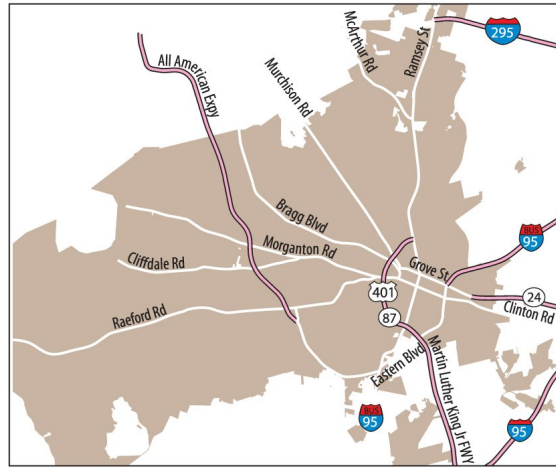 295
McArthur Rd
Ramsey St
All American Expy
Murchison Rd
Bragg Blvd
BUS
95
Morganton Rd
Cliffdale Rd
Grove St
401
24
Clinton Rd
Raeford Rd
87
Eastern Blvd
Martin Luther King Jr FWY
BUS
95
95